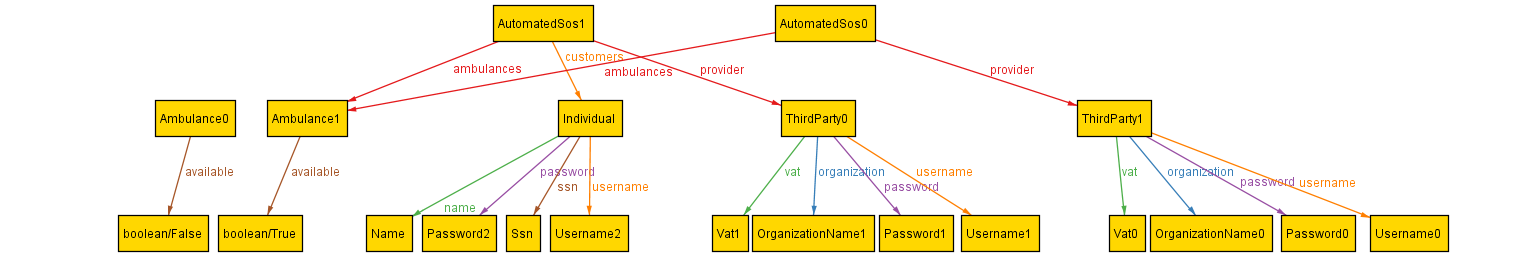 AutomatedSos1
AutomatedSos0
customers
ambulances
ambulances
provider
provider
Ambulance0
Ambulance1
Individual
ThirdParty0
ThirdParty1
available
available
password
ssn
username
name
vat
organization
password
username
vat
organization
password
username
boolean/False
boolean/True
Name
Password2
Ssn
Username2
Vat1
OrganizationName1
Password1
Username1
Vat0
OrganizationName0
Password0
Username0